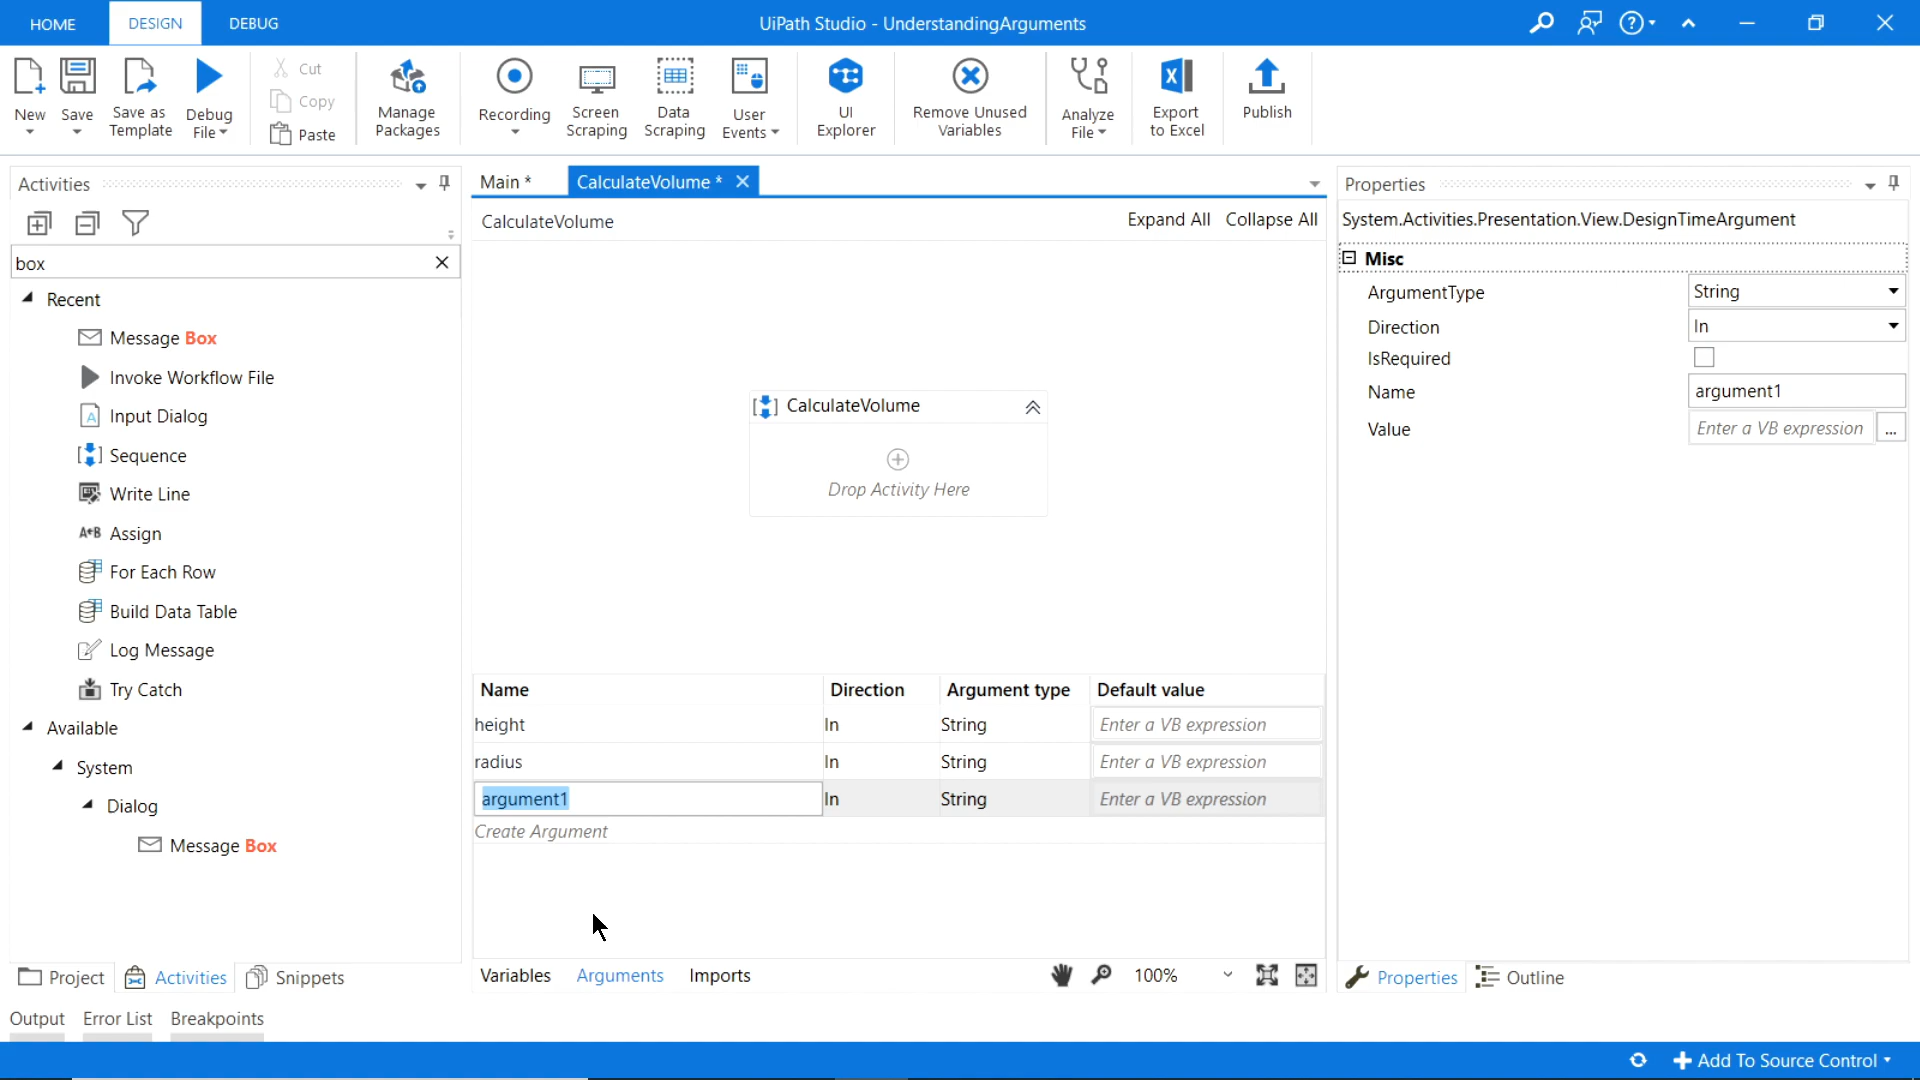 HOME DESIGN DEBUG UiPath Studio - UnderstandingArguments
New Save Save as Template Debug File Cut Copy Paste Manage Packages Recording Screen Scraping Data Scraping User Events UI Explorer Remove Unused Variables Analyze File Export to Excel Publish
Activities
box
Recent
Message Box
Invoke Workflow File
Input Dialog
Sequence
Write Line
A B Assign
For Each Row
Build Data Table
Log Message
Try Catch
Available
System
Dialog
Message Box
Project Activities Snippets
Main * CalculateVolume *
CalculateVolume Expand All Collapse All
CalculateVolume
Drop Activity Here
Name Direction Argument type Default value
height In String Enter a VB expression
radius In String Enter a VB expression
argument1 In String Enter a VB expression
Create Argument
Variables Arguments Imports 100%
Properties
System.Activities.Presentation.View.DesignTimeArgument
Misc
ArgumentType String
Direction In
IsRequired
Name argument1
Value Enter a VB expression ...
Properties Outline
Output Error List Breakpoints
Add To Source Control